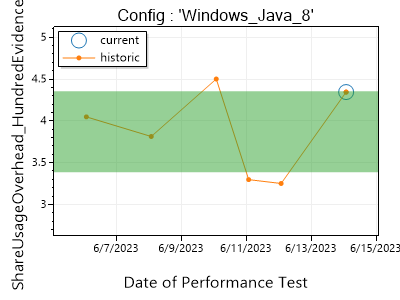 Config : 'Windows_Java_8'
ShareUsageOverhead_HundredEvidence
current
historic
5
4.5
4
3.5
3
6/7/2023
6/9/2023
6/11/2023
6/13/2023
6/15/2023
Date of Performance Test